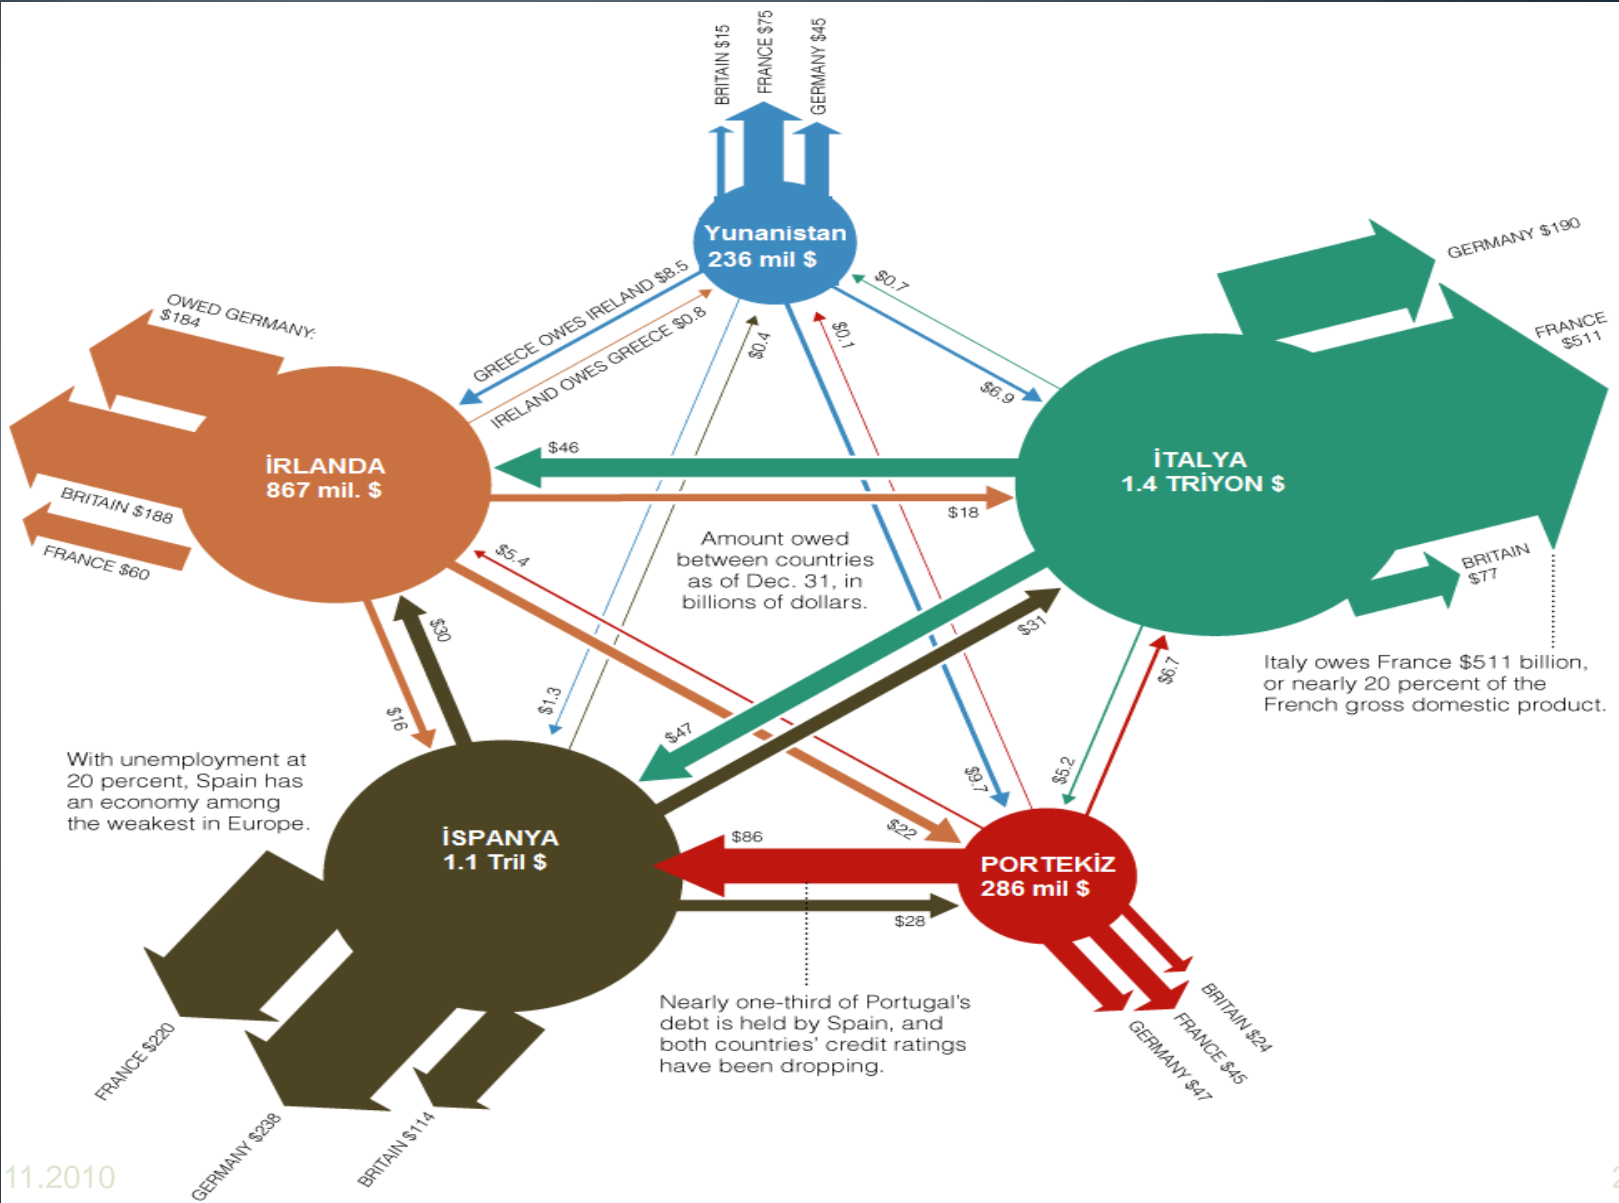 BRITAIN $15
FRANCE $75
GERMANY $45
Yunanistan
236 mil $
GREECE OWES IRELAND $8.5
IRELAND OWES GREECE $0.8
$0.7
$6.9
$0.4
$0.1
GERMANY $190
FRANCE
$511
OWED GERMANY:
$184
BRITAIN $188
FRANCE $60
İRLANDA
867 mil. $
$46
$18
İTALYA
1.4 TRİYON $
BRITAIN
$77
Amount owed
between countries
as of Dec. 31, in
billions of dollars.
$5.4
$30
$16
$1.3
$47
$31
$9.7
$5.2
$6.7
$22
Italy owes France $511 billion,
or nearly 20 percent of the
French gross domestic product.
With unemployment at
20 percent, Spain has
an economy among
the weakest in Europe.
İSPANYA
1.1 Tril $
$86
$28
PORTEKİZ
286 mil $
Nearly one-third of Portugal's
debt is held by Spain, and
both countries' credit ratings
have been dropping.
FRANCE $220
GERMANY $238
BRITAIN $114
BRITAIN $24
FRANCE $45
GERMANY $47
11.2010